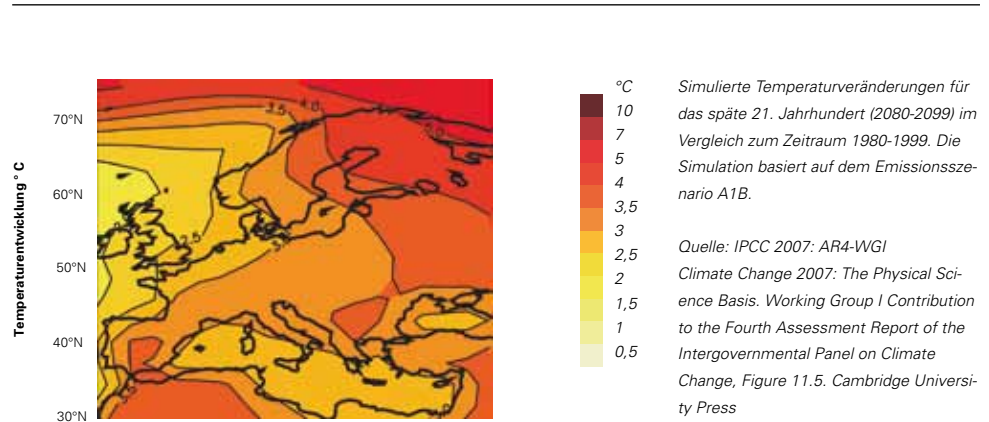 Temperaturentwicklung ° C
70°N
60°N
50°N
40°N
30°N
3.5
4.0
5.0
2.5
3.0
°C
10
7
5
4
3,5
3
2,5
2
1,5
1
0,5
Simulierte Temperaturveränderungen für
das späte 21. Jahrhundert (2080-2099) im
Vergleich zum Zeitraum 1980-1999. Die
Simulation basiert auf dem Emissionssze-
nario A1B.
Quelle: IPCC 2007: AR4-WGI
Climate Change 2007: The Physical Sci-
ence Basis. Working Group I Contribution
to the Fourth Assessment Report of the
Intergovernmental Panel on Climate
Change, Figure 11.5. Cambridge Universi-
ty Press